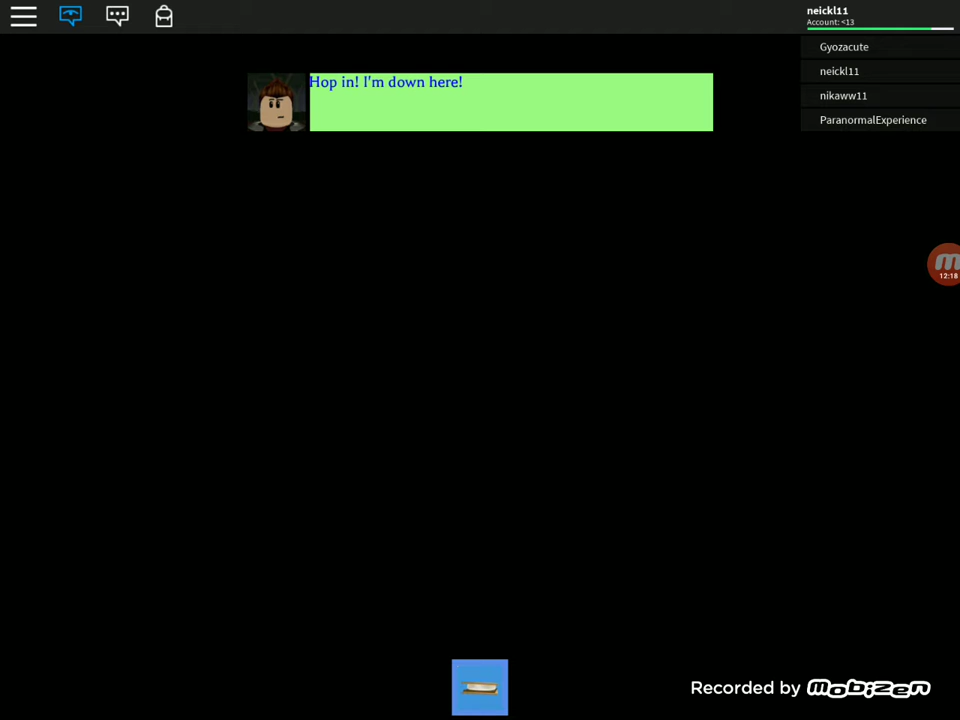 neickl11
Account: <13
Gyozacute
neickl11
nikaww11
ParanormalExperience
Hop in! I'm down here!
12:18
Recorded by mobizen